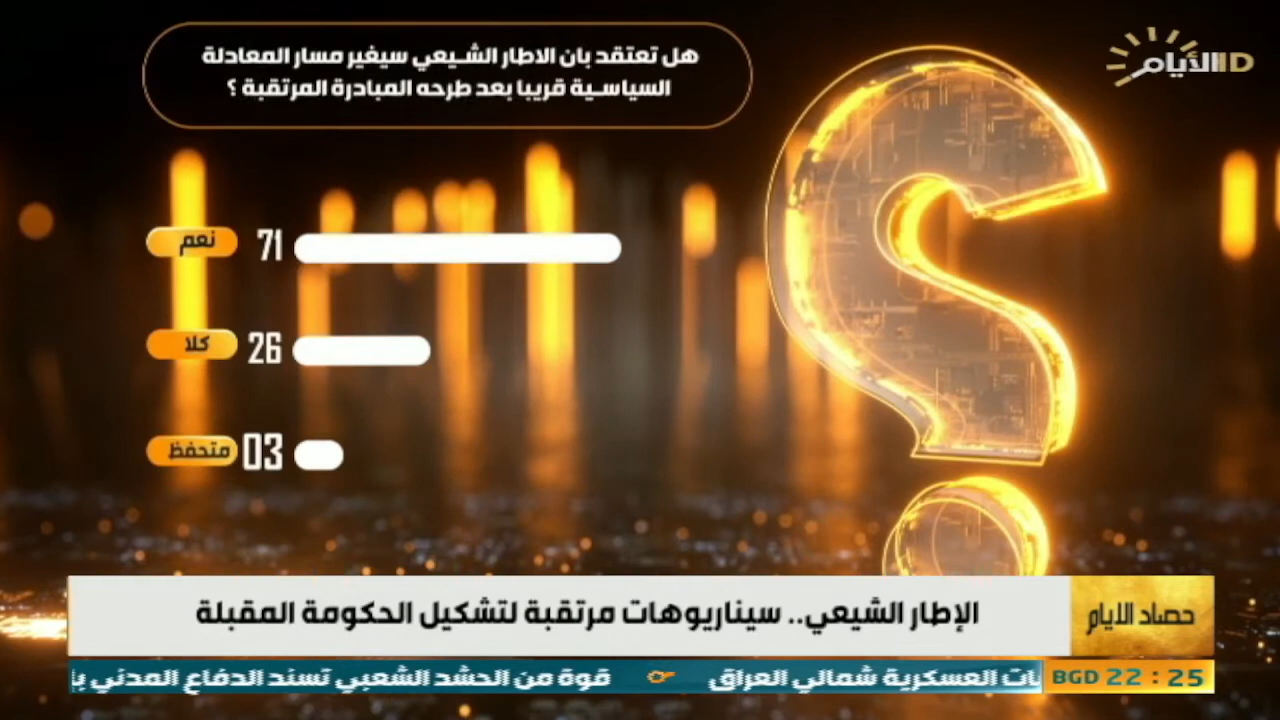 الأيام HD
هل تعتقد بان الاطار الشيعي سيغير مسار المعادلة
السياسية قريبا بعد طرحه المبادرة المرتقبة ؟
نعم 71
كلا 26
متحفظ 03
حصاد الايام
الإطار الشيعي.. سيناريوهات مرتقبة لتشكيل الحكومة المقبلة
BGD 22 : 25
ات العسكرية شمالي العراق
قوة من الحشد الشعبي تسند الدفاع المدني